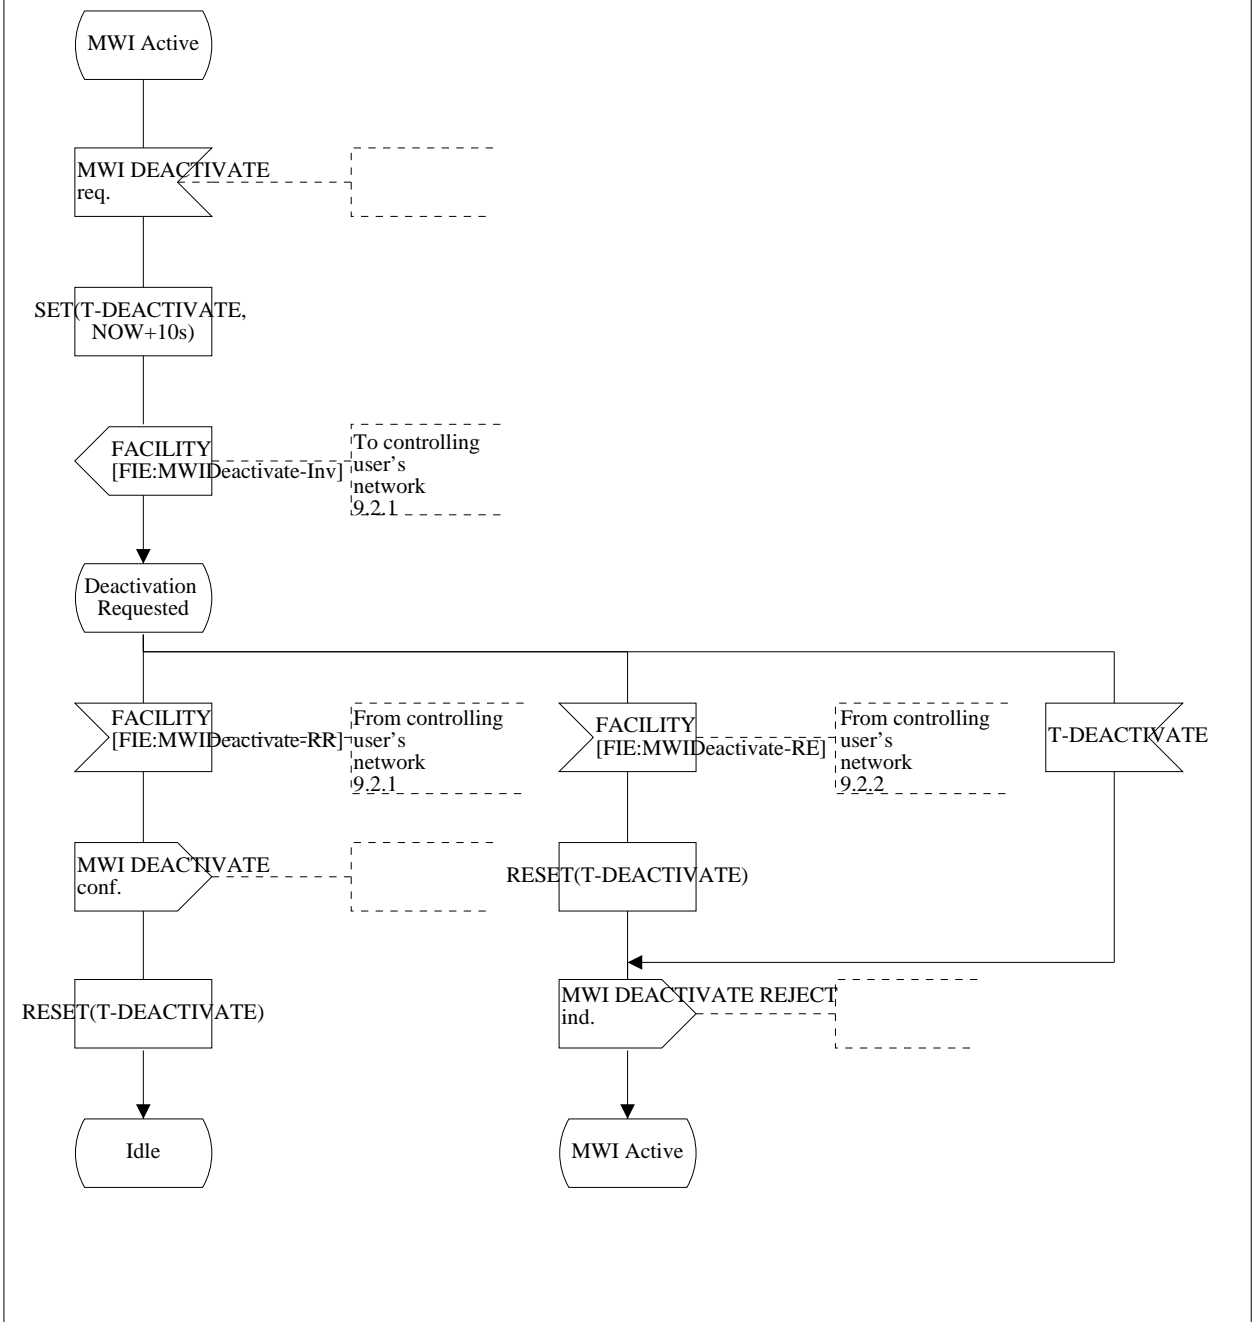 MWI Active
MWI DEACTIVATE
req.
SET(T-DEACTIVATE,
NOW+10s)
FACILITY
[FIE:MWIDeactivate-Inv]
To controlling
user’s
network
9.2.1
Deactivation
Requested
FACILITY
[FIE:MWIDeactivate-RR]
From controlling
user’s
network
9.2.1
FACILITY
[FIE:MWIDeactivate-RE]
From controlling
user’s
network
9.2.2
T-DEACTIVATE
MWI DEACTIVATE
conf.
RESET(T-DEACTIVATE)
RESET(T-DEACTIVATE)
MWI DEACTIVATE REJECT
ind.
Idle
MWI Active